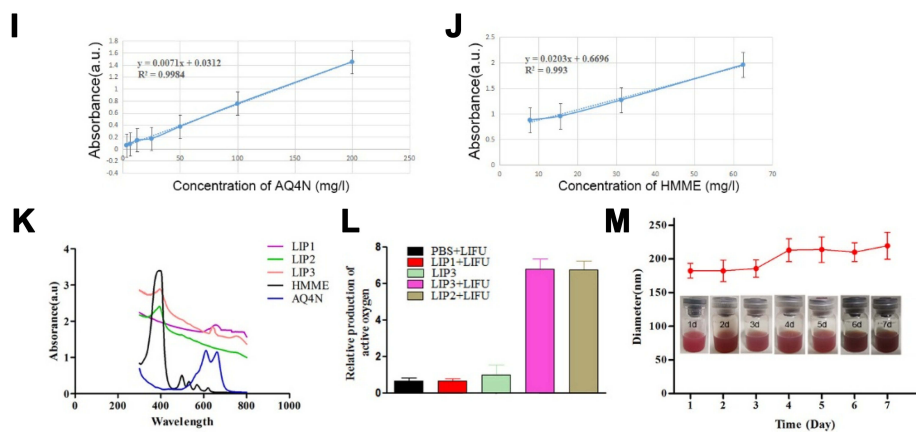 I
y = 0.0071x + 0.0312
R² = 0.9984
Absorbance(a.u.)
1.8
1.6
1.4
1.2
1
0.8
0.6
0.4
0.2
0
-0.2
-0.4
0
50
100
150
200
250
Concentration of AQ4N (mg/l)
J
y = 0.0203x + 0.6696
R² = 0.993
Absorbance(a.u.)
2.5
2
1.5
1
0.5
0
0
10
20
30
40
50
60
70
Concentration of HMME (mg/l)
K
LIP1
LIP2
LIP3
HMME
AQ4N
Absorance(a.n)
4
3
2
1
0
0
200
400
600
800
1000
Wavelength
L
PBS+LIFU
LIP1+LIFU
LIP3
LIP3+LIFU
LIP2+LIFU
Relative production of
active oxygen
8
6
4
2
0
M
Diameter(nm)
250
200
150
100
50
0
1d
2d
3d
4d
5d
6d
7d
1
2
3
4
5
6
7
Time (Day)